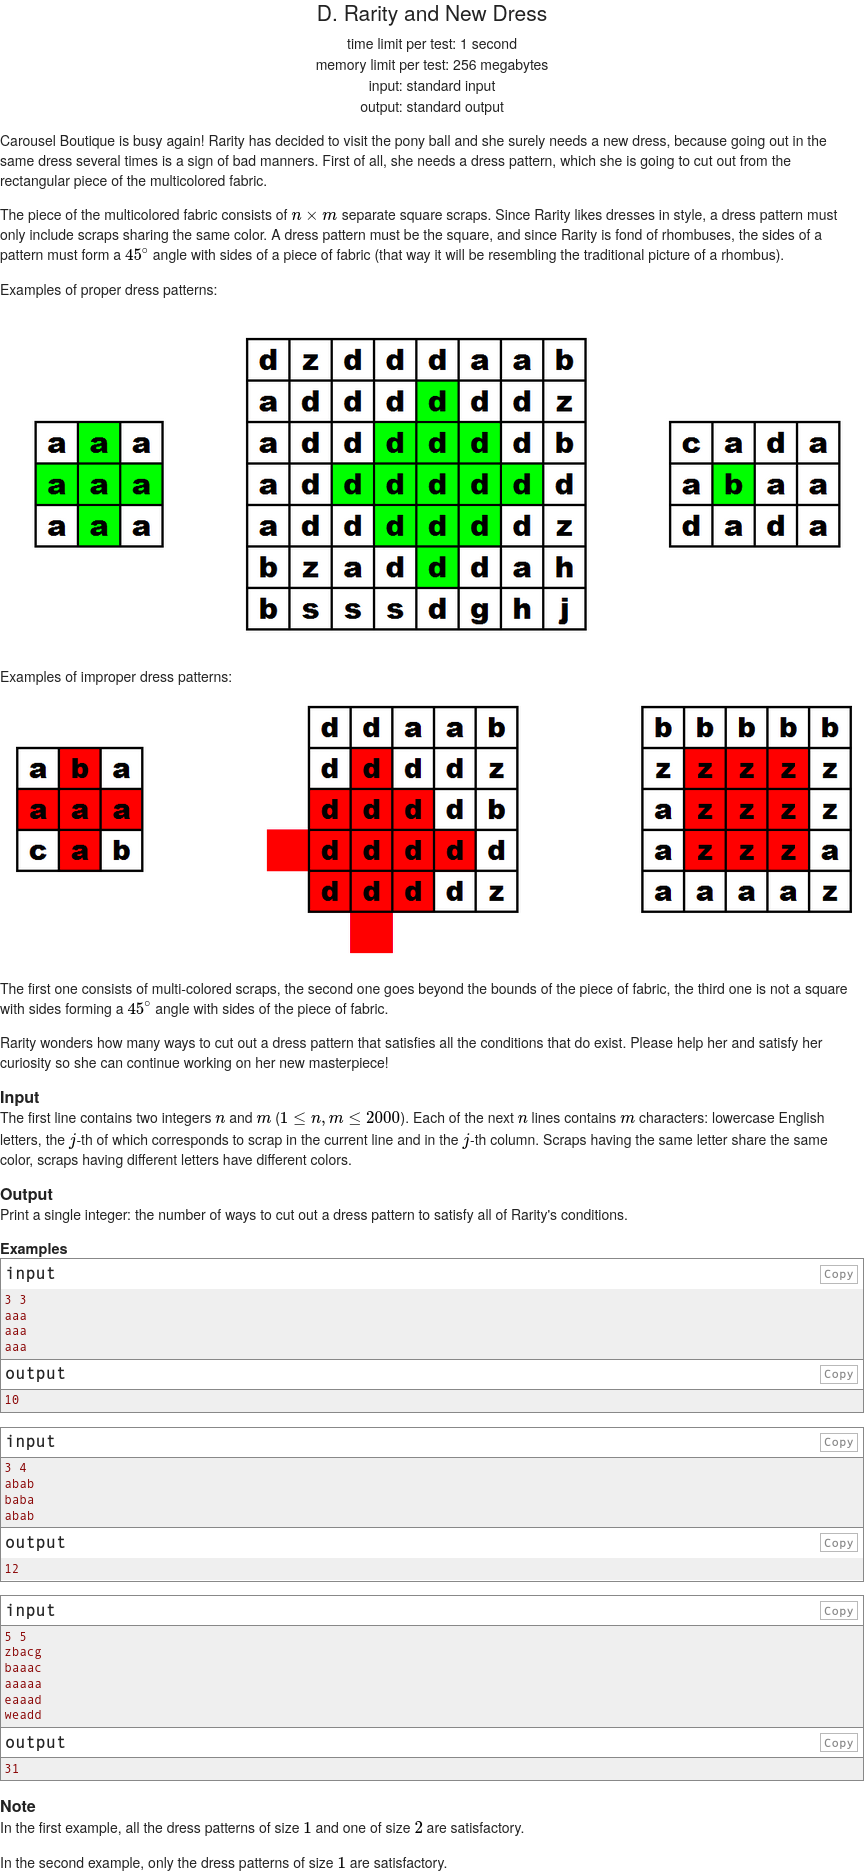 D. Rarity and New Dress
time limit per test: 1 second
memory limit per test: 256 megabytes
input: standard input
output: standard output
Carousel Boutique is busy again! Rarity has decided to visit the pony ball and she surely needs a new dress, because going out in the
same dress several times is a sign of bad manners. First of all, she needs a dress pattern, which she is going to cut out from the
rectangular piece of the multicolored fabric.
The piece of the multicolored fabric consists of n × m separate square scraps. Since Rarity likes dresses in style, a dress pattern must
only include scraps sharing the same color. A dress pattern must be the square, and since Rarity is fond of rhombuses, the sides of a
pattern must form a 45° angle with sides of a piece of fabric (that way it will be resembling the traditional picture of a rhombus).
Examples of proper dress patterns:
d z d d d a a b
a d d d d d d z
a a a a d d d d d d b c a d a
a a a a d d d d d d d a b a a
a a a a d d d d d d z d a d a
b z a d d d a h
b s s s d g h j
Examples of improper dress patterns:
d d a a b b b b b b
a b a d d d d z z z z z z
a a a d d d d b a z z z z
c a b d d d d d a z z z a
d d d d z a a a a z
The first one consists of multi-colored scraps, the second one goes beyond the bounds of the piece of fabric, the third one is not a square
with sides forming a 45° angle with sides of the piece of fabric.
Rarity wonders how many ways to cut out a dress pattern that satisfies all the conditions that do exist. Please help her and satisfy her
curiosity so she can continue working on her new masterpiece!
Input
The first line contains two integers n and m (1 ≤ n, m ≤ 2000). Each of the next n lines contains m characters: lowercase English
letters, the j-th of which corresponds to scrap in the current line and in the j-th column. Scraps having the same letter share the same
color, scraps having different letters have different colors.
Output
Print a single integer: the number of ways to cut out a dress pattern to satisfy all of Rarity's conditions.
Examples
input Copy
3 3
aaa
aaa
aaa
output Copy
10
input Copy
3 4
abab
baba
abab
output Copy
12
input Copy
5 5
zbacg
baaac
aaaaa
eaaad
weadd
output Copy
31
Note
In the first example, all the dress patterns of size 1 and one of size 2 are satisfactory.
In the second example, only the dress patterns of size 1 are satisfactory.